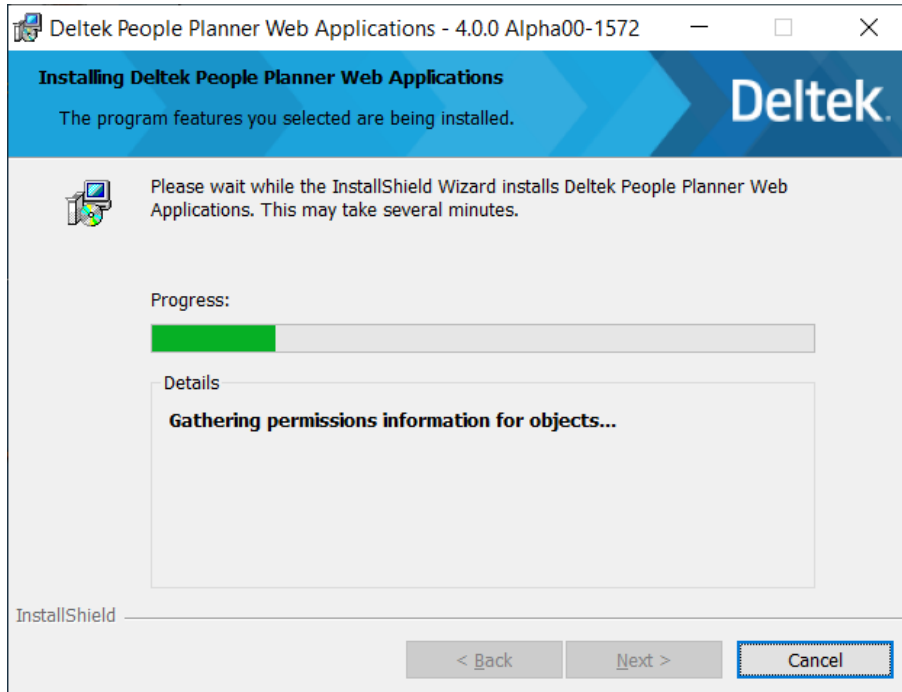 Deltek People Planner Web Applications - 4.0.0 Alpha00-1572
Installing Deltek People Planner Web Applications
The program features you selected are being installed.
Deltek.
Please wait while the InstallShield Wizard installs Deltek People Planner Web
Applications. This may take several minutes.
Progress:
Details
Gathering permissions information for objects...
InstallShield
< Back
Next >
Cancel